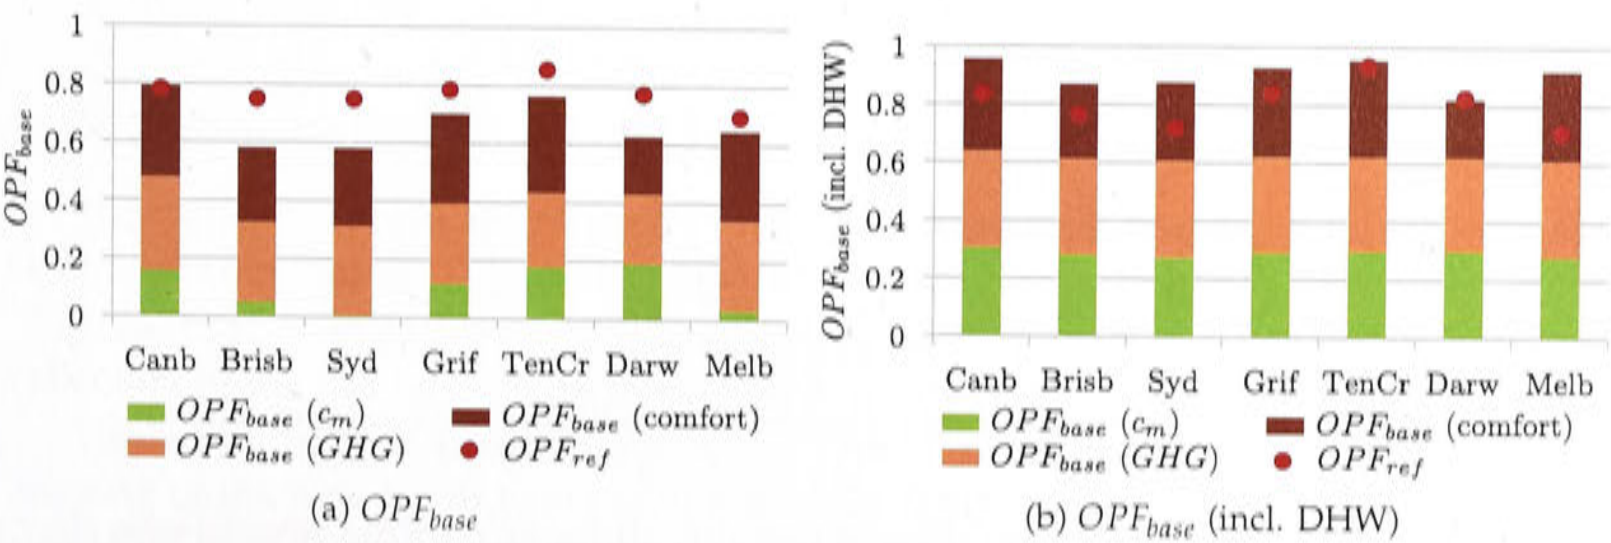 OPF_base
1
0.8
0.6
0.4
0.2
0
Canb Brisb Syd Grif TenCr Darw Melb
OPF_base (c_m) OPF_base (comfort)
OPF_base (GHG) OPF_ref
(a) OPF_base
OPF_base (incl. DHW)
1
0.8
0.6
0.4
0.2
0
Canb Brisb Syd Grif TenCr Darw Melb
OPF_base (c_m) OPF_base (comfort)
OPF_base (GHG) OPF_ref
(b) OPF_base (incl. DHW)